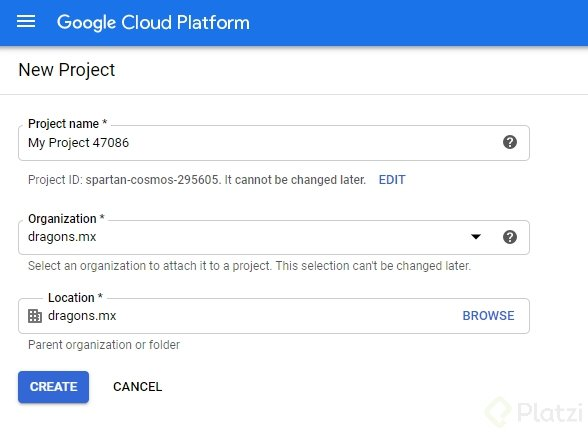 Google Cloud Platform
New Project
Project name *
My Project 47086
Project ID: spartan-cosmos-295605. It cannot be changed later. EDIT
Organization *
dragons.mx
Select an organization to attach it to a project. This selection can't be changed later.
Location *
dragons.mx BROWSE
Parent organization or folder
CREATE CANCEL
Platzi